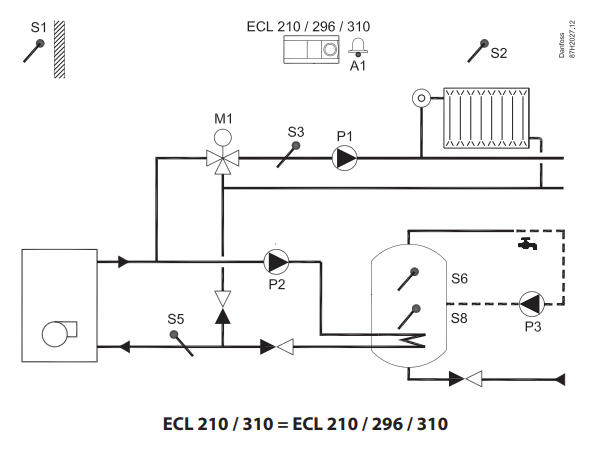 S1
ECL 210 / 296 / 310
A1
S2
Danfoss
87H2027.12
M1
S3
P1
P2
S6
S8
P3
S5
ECL 210 / 310 = ECL 210 / 296 / 310